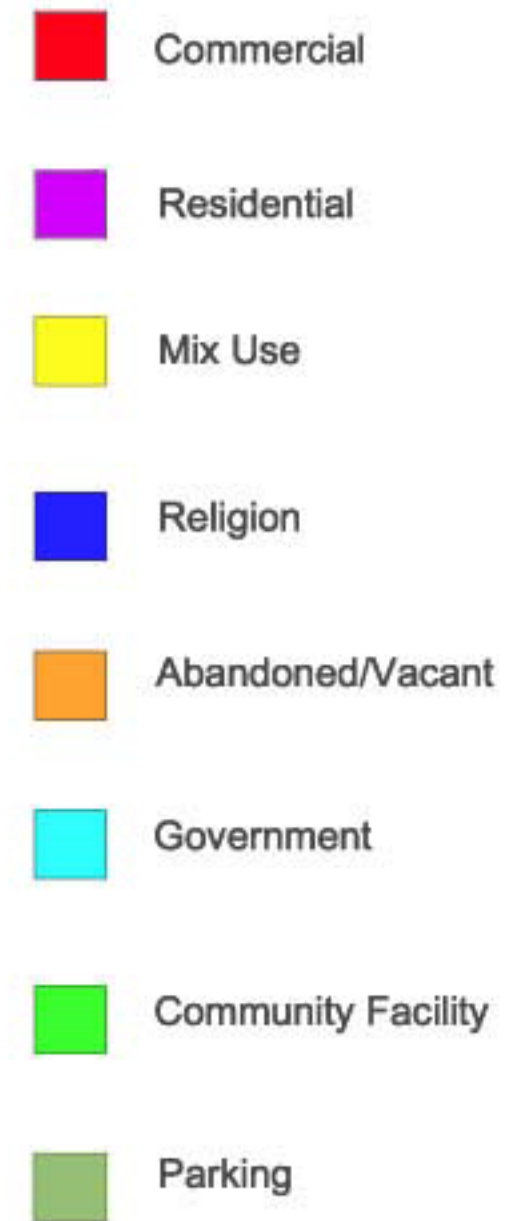 Commercial
Residential
Mix Use
Religion
Abandoned/Vacant
Government
Community Facility
Parking